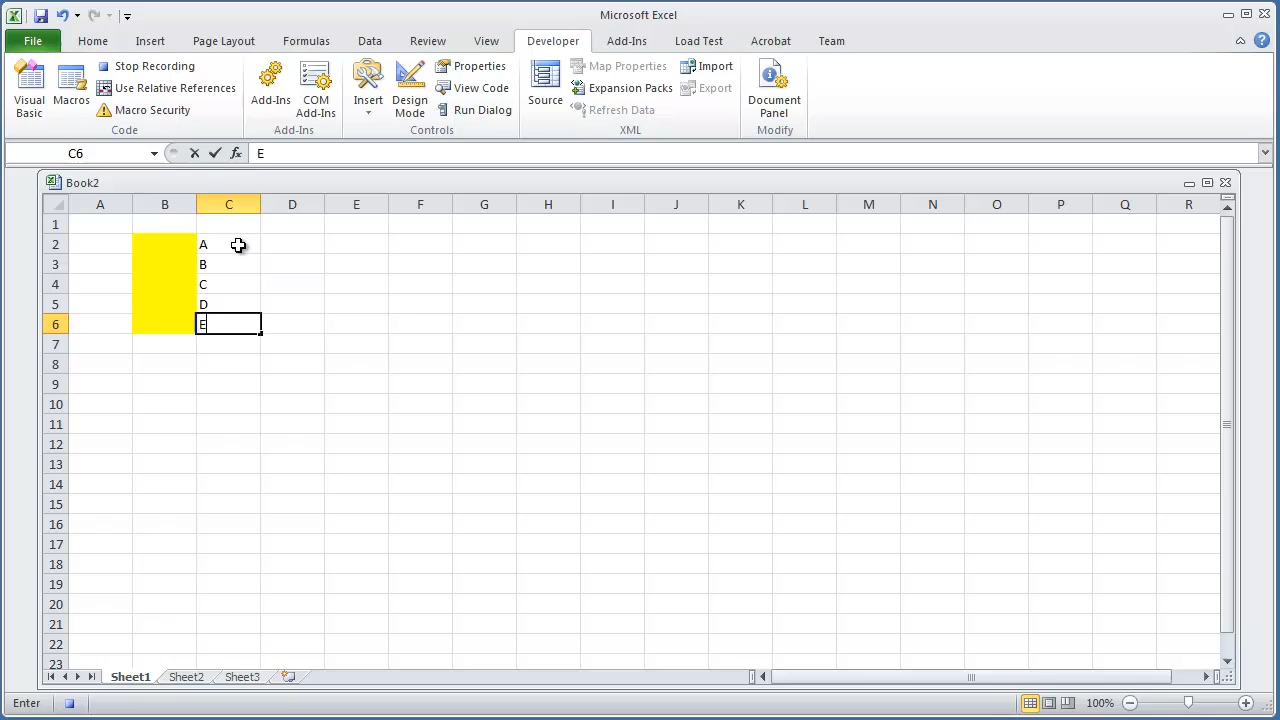 Microsoft Excel
File Home Insert Page Layout Formulas Data Review View Developer Add-Ins Load Test Acrobat Team
Visual Basic
Macros
Stop Recording
Use Relative References
Macro Security
Code
Add-Ins
COM Add-Ins
Add-Ins
Insert
Design Mode
Properties
View Code
Run Dialog
Controls
Source
Map Properties
Expansion Packs
Refresh Data
Import
Export
XML
Document Panel
Modify
C6 fx E
Book2
A B C D E F G H I J K L M N O P Q R
1
2 A
3 B
4 C
5 D
6 E
7
8
9
10
11
12
13
14
15
16
17
18
19
20
21
22
23
Sheet1 Sheet2 Sheet3
Enter 100%